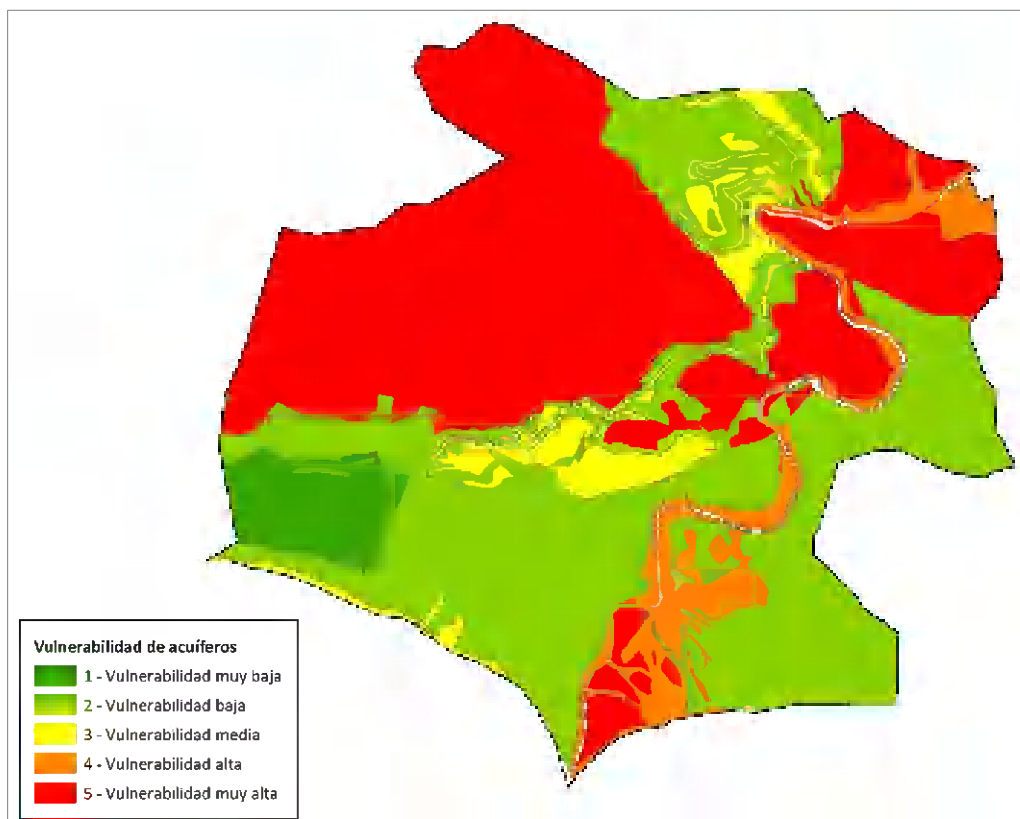 Vulnerabilidad de acuíferos
1 - Vulnerabilidad muy baja
2 - Vulnerabilidad baja
3 - Vulnerabilidad media
4 - Vulnerabilidad alta
5 - Vulnerabilidad muy alta